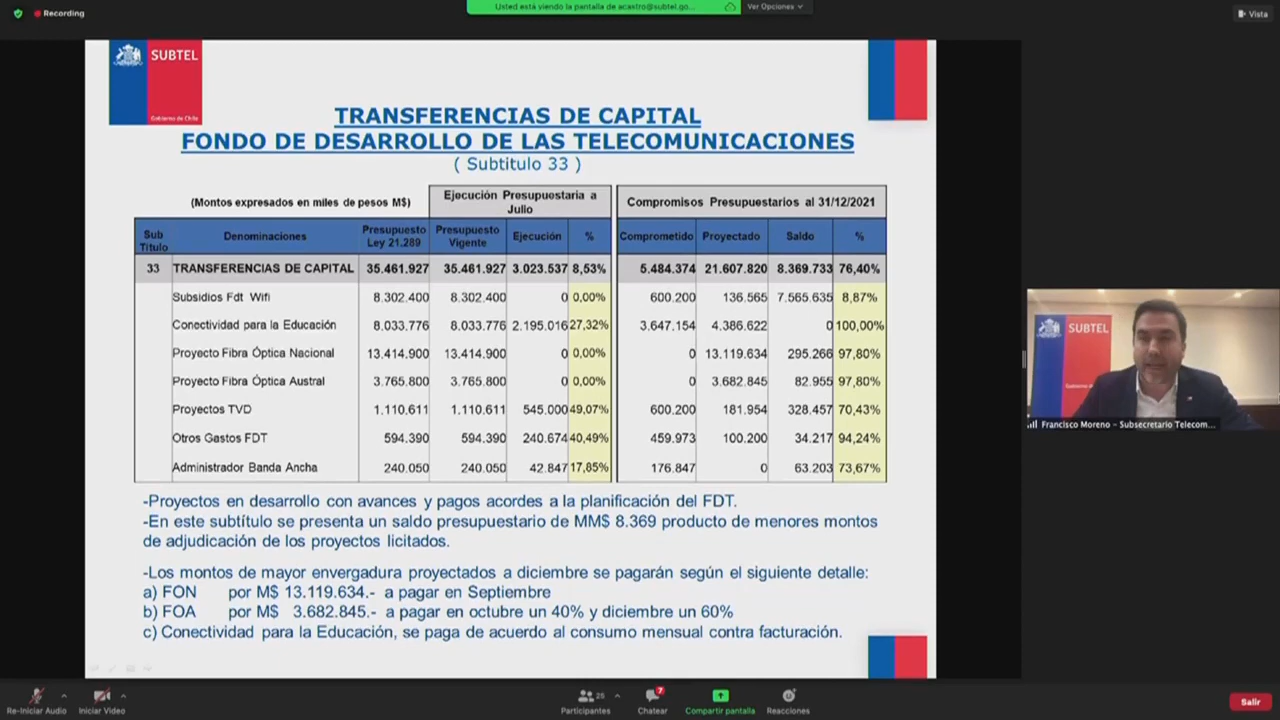 Recording
Usted está viendo la pantalla de acastro@subtel.go...
Ver Opciones
Vista
SUBTEL
Gobierno de Chile
TRANSFERENCIAS DE CAPITAL
FONDO DE DESARROLLO DE LAS TELECOMUNICACIONES
( Subtitulo 33 )
(Montos expresados en miles de pesos M$) Ejecución Presupuestaria a Julio Compromisos Presupuestarios al 31/12/2021
Sub Titulo Denominaciones Presupuesto Ley 21.289 Presupuesto Vigente Ejecución % Comprometido Proyectado Saldo %
33 TRANSFERENCIAS DE CAPITAL 35.461.927 35.461.927 3.023.537 8,53% 5.484.374 21.607.820 8.369.733 76,40%
Subsidios Fdt Wifi 8.302.400 8.302.400 0 0,00% 600.200 136.565 7.565.635 8,87%
Conectividad para la Educación 8.033.776 8.033.776 2.195.016 27,32% 3.647.154 4.386.622 0 100,00%
Proyecto Fibra Óptica Nacional 13.414.900 13.414.900 0 0,00% 0 13.119.634 295.266 97,80%
Proyecto Fibra Óptica Austral 3.765.800 3.765.800 0 0,00% 0 3.682.845 82.955 97,80%
Proyectos TVD 1.110.611 1.110.611 545.000 49,07% 600.200 181.954 328.457 70,43%
Otros Gastos FDT 594.390 594.390 240.674 40,49% 459.973 100.200 34.217 94,24%
Administrador Banda Ancha 240.050 240.050 42.847 17,85% 176.847 0 63.203 73,67%
-Proyectos en desarrollo con avances y pagos acordes a la planificación del FDT.
-En este subtítulo se presenta un saldo presupuestario de MM$ 8.369 producto de menores montos
de adjudicación de los proyectos licitados.
-Los montos de mayor envergadura proyectados a diciembre se pagarán según el siguiente detalle:
a) FON por M$ 13.119.634.- a pagar en Septiembre
b) FOA por M$ 3.682.845.- a pagar en octubre un 40% y diciembre un 60%
c) Conectividad para la Educación, se paga de acuerdo al consumo mensual contra facturación.
SUBTEL
Francisco Moreno - Subsecretario Telecom...
Re-Iniciar Audio
Iniciar Video
25
Participantes
7
Chatear
Compartir pantalla
Reacciones
Salir